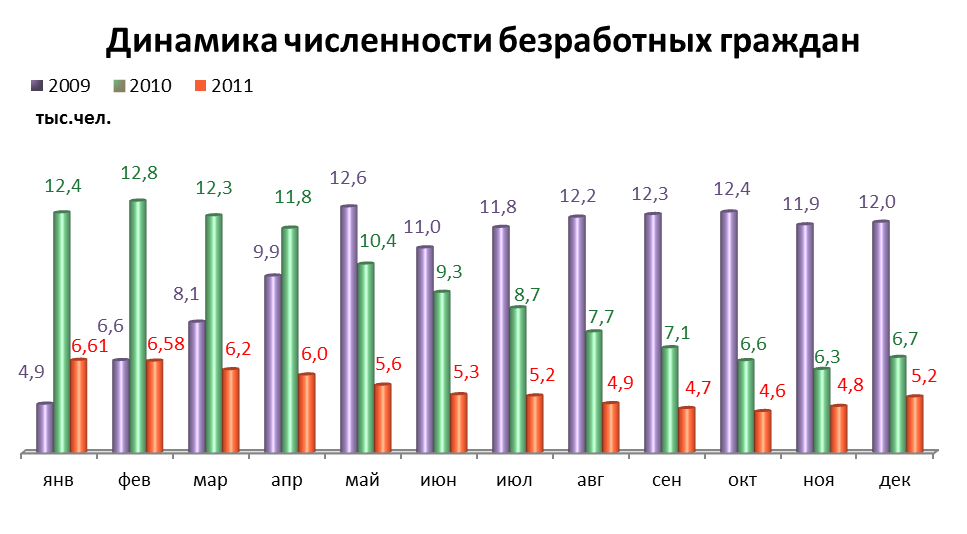 Динамика численности безработных граждан
2009 2010 2011
тыс.чел.
4,9 12,4 6,61
6,6 12,8 6,58
8,1 12,3 6,2
9,9 11,8 6,0
12,6 10,4 5,6
11,0 9,3 5,3
11,8 8,7 5,2
12,2 7,7 4,9
12,3 7,1 4,7
12,4 6,6 4,6
11,9 6,3 4,8
12,0 6,7 5,2
янв фев мар апр май июн июл авг сен окт ноя дек